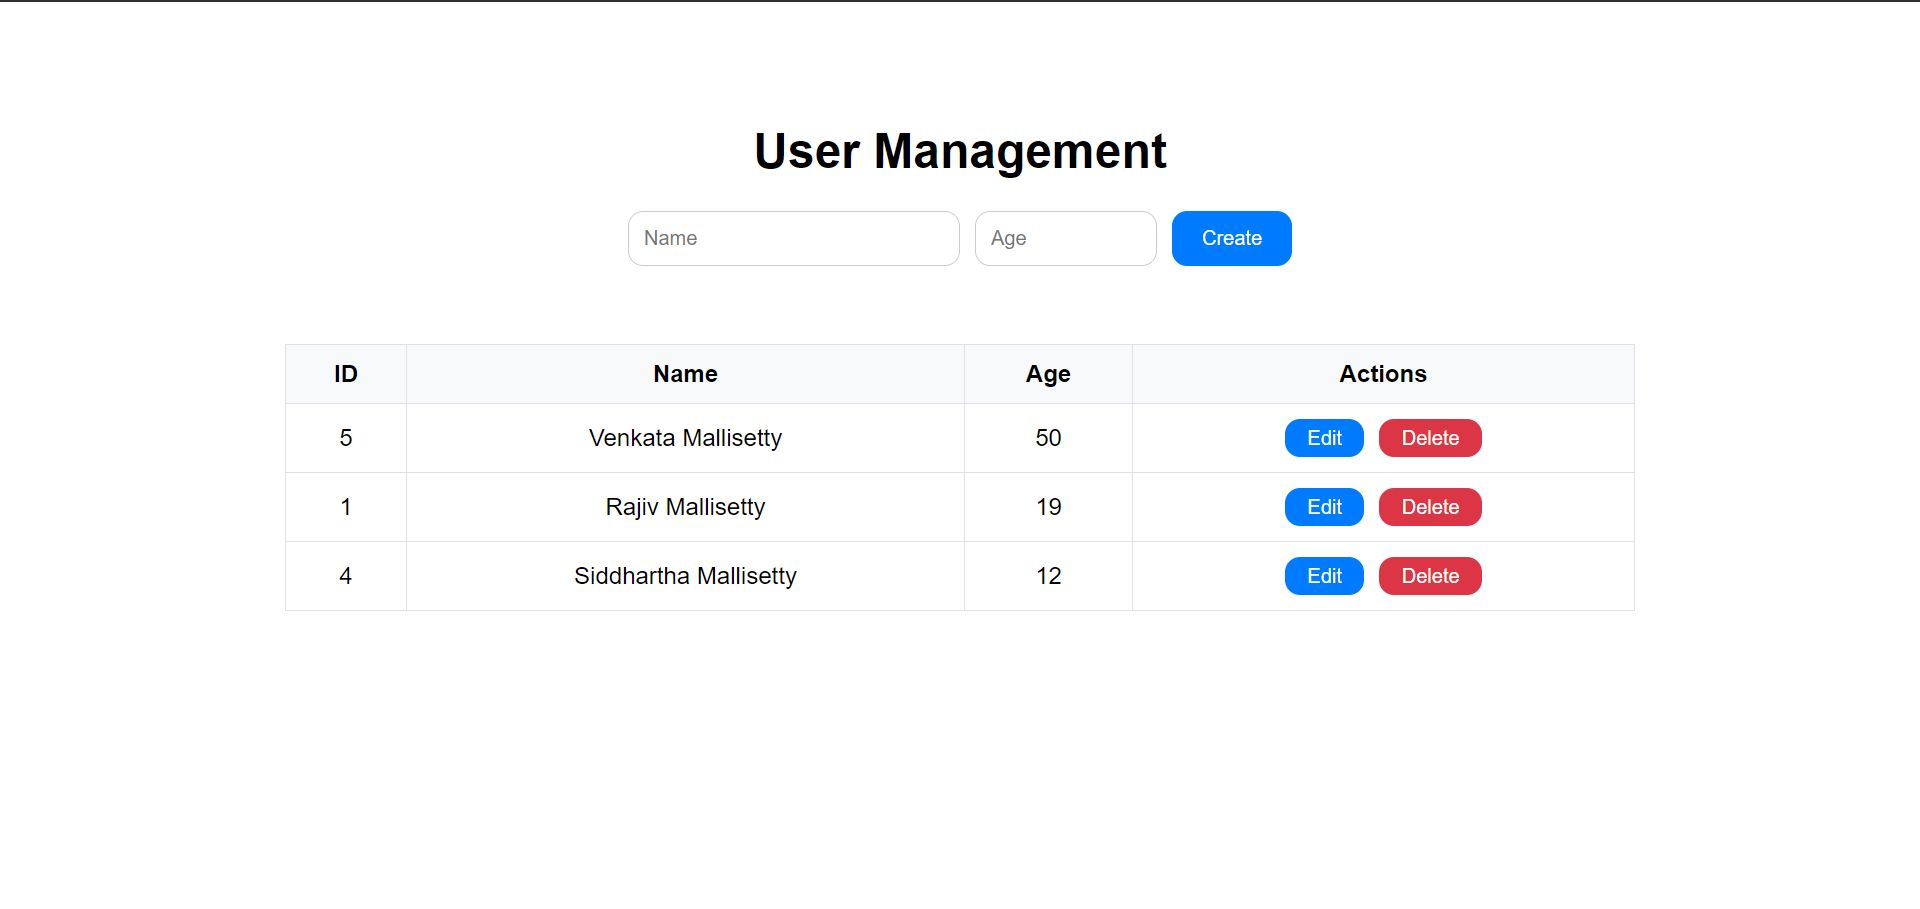 User Management
Name Age Create
ID Name Age Actions
5 Venkata Mallisetty 50 Edit Delete
1 Rajiv Mallisetty 19 Edit Delete
4 Siddhartha Mallisetty 12 Edit Delete